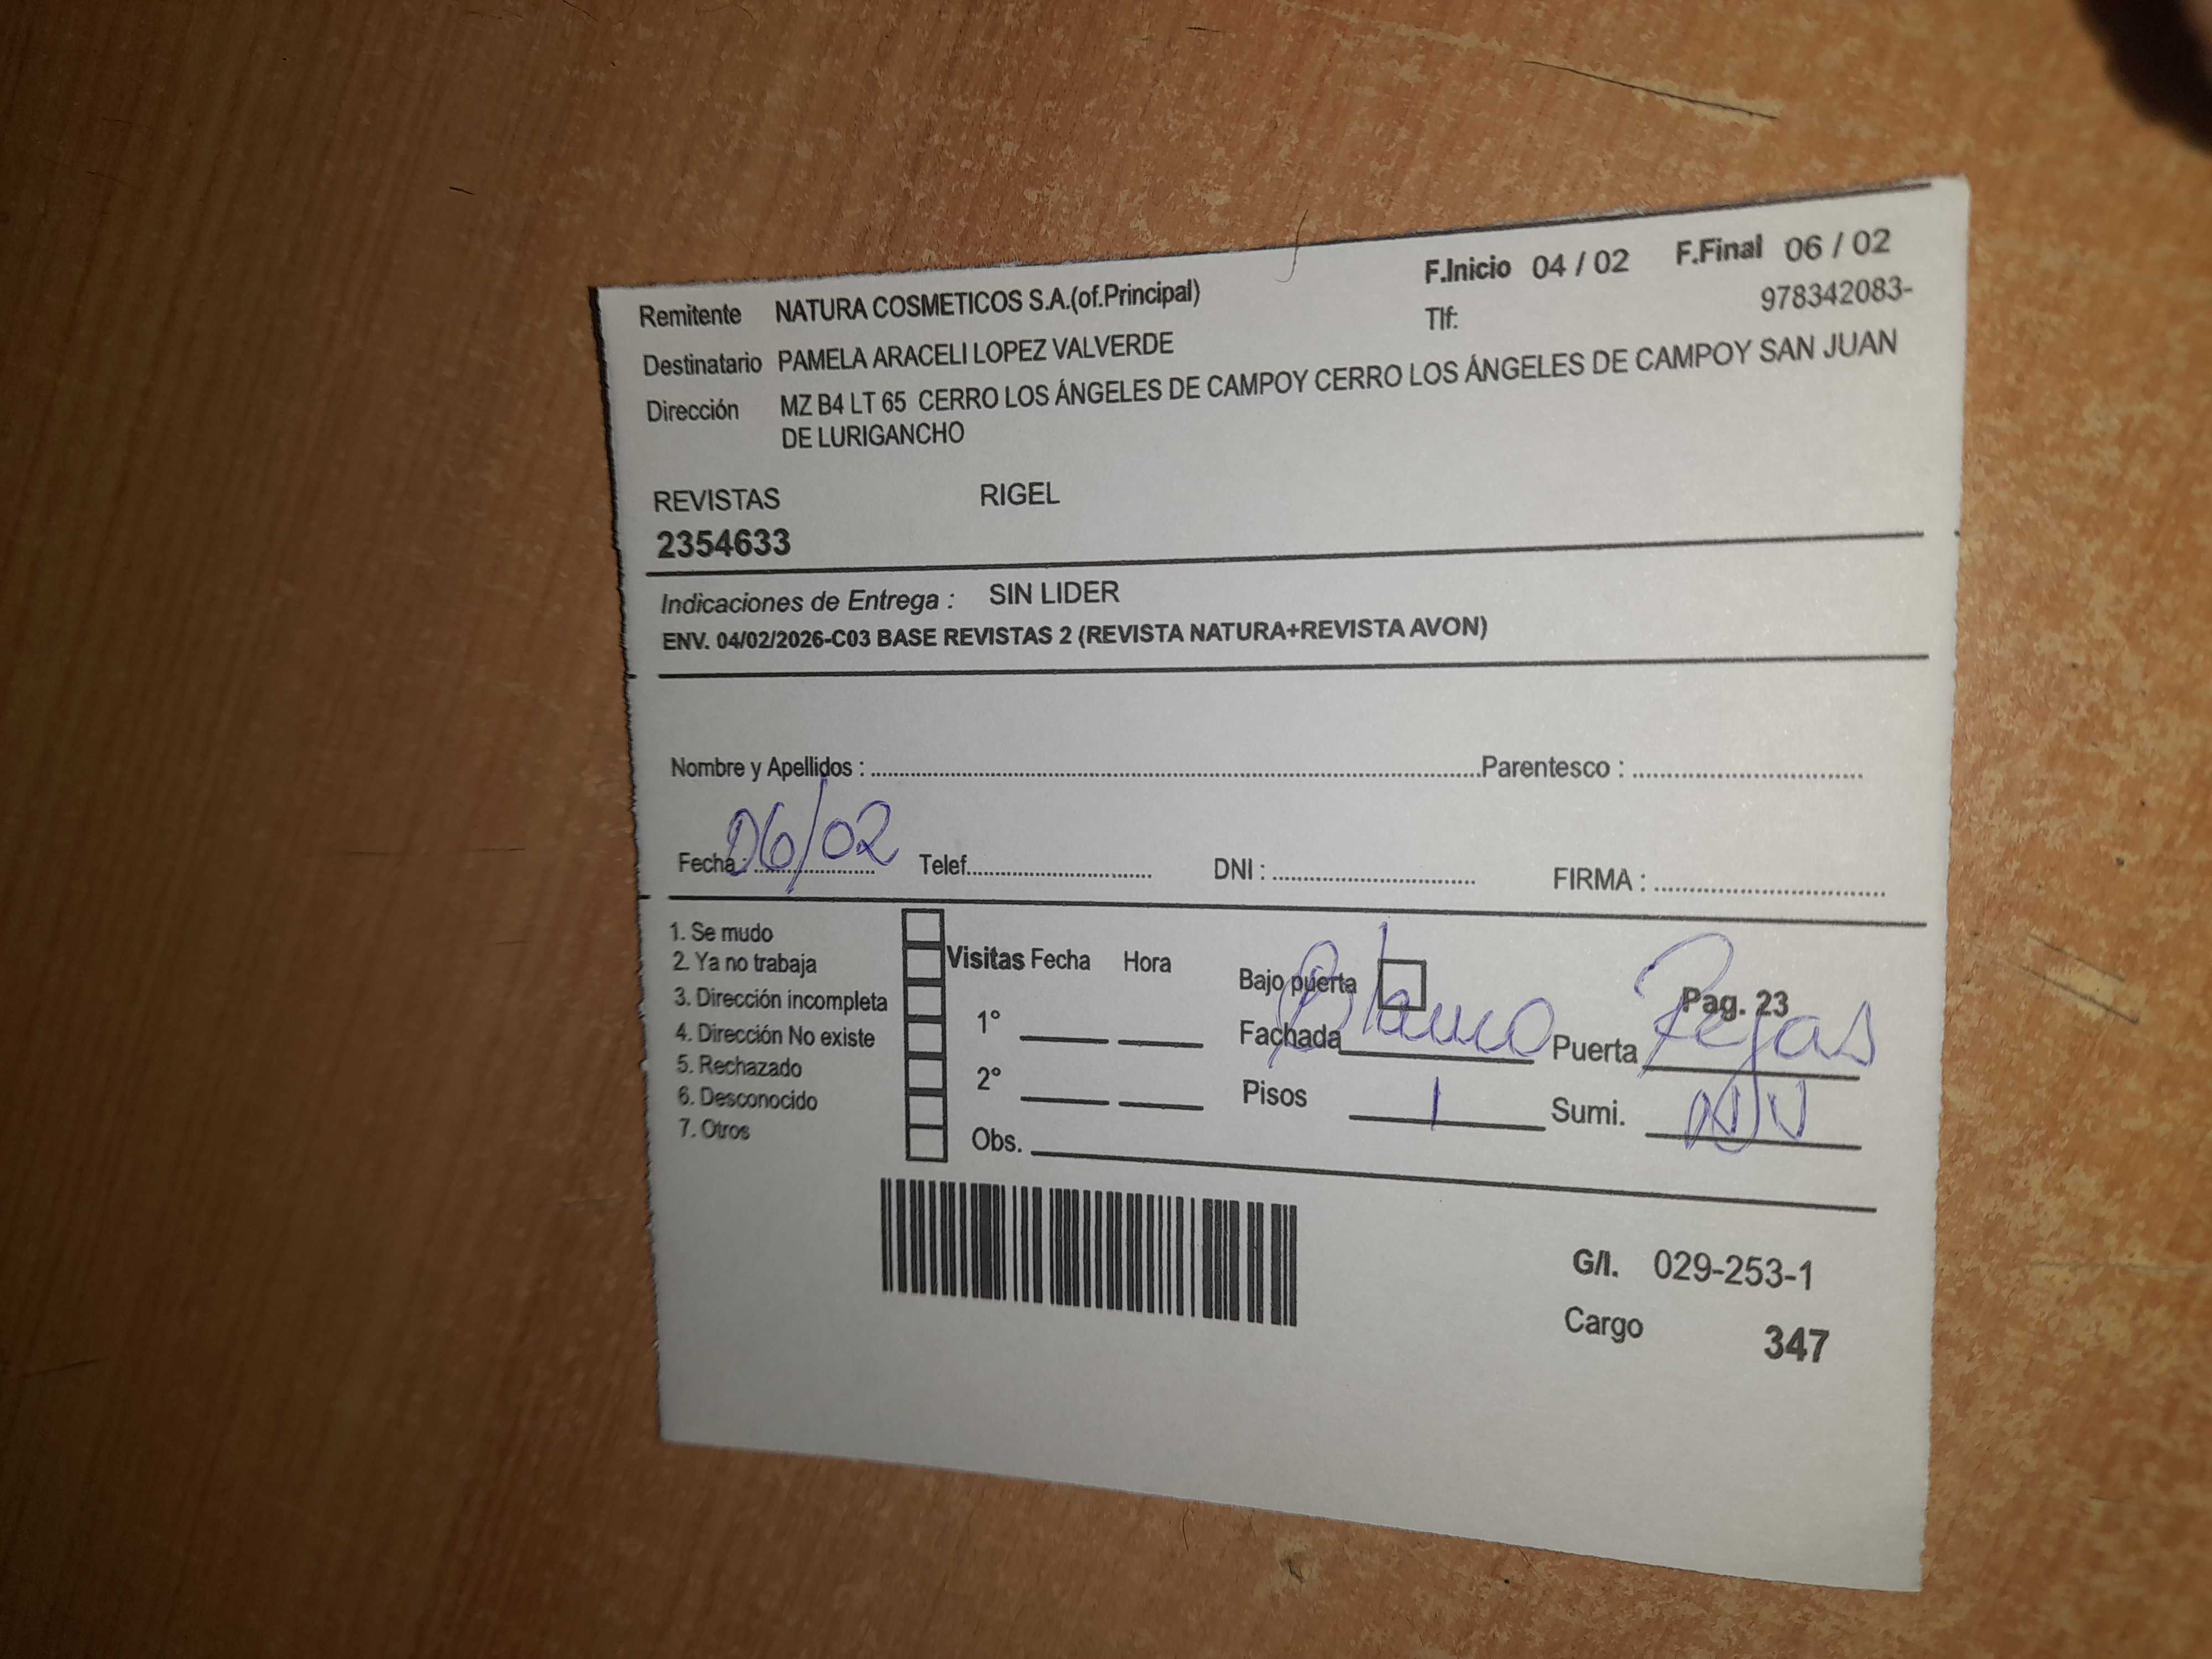 F.Inicio 04 / 02 F.Final 06 / 02
Remitente NATURA COSMETICOS S.A.(of.Principal) Tlf: 978342083-
Destinatario PAMELA ARACELI LOPEZ VALVERDE
Dirección MZ B4 LT 65 CERRO LOS ÁNGELES DE CAMPOY CERRO LOS ÁNGELES DE CAMPOY SAN JUAN
DE LURIGANCHO
REVISTAS RIGEL
2354633
Indicaciones de Entrega : SIN LIDER
ENV. 04/02/2026-C03 BASE REVISTAS 2 (REVISTA NATURA+REVISTA AVON)
Nombre y Apellidos : Parentesco :
Fecha : 06/02 Telef. DNI : FIRMA :
1. Se mudo
2. Ya no trabaja
3. Dirección incompleta
4. Dirección No existe
5. Rechazado
6. Desconocido
7. Otros
Visitas Fecha Hora
1°
2°
Obs.
Bajo puerta Pag. 23
Fachada Blanco Puerta Rejas
Pisos 1 Sumi.
G/I. 029-253-1
Cargo 347